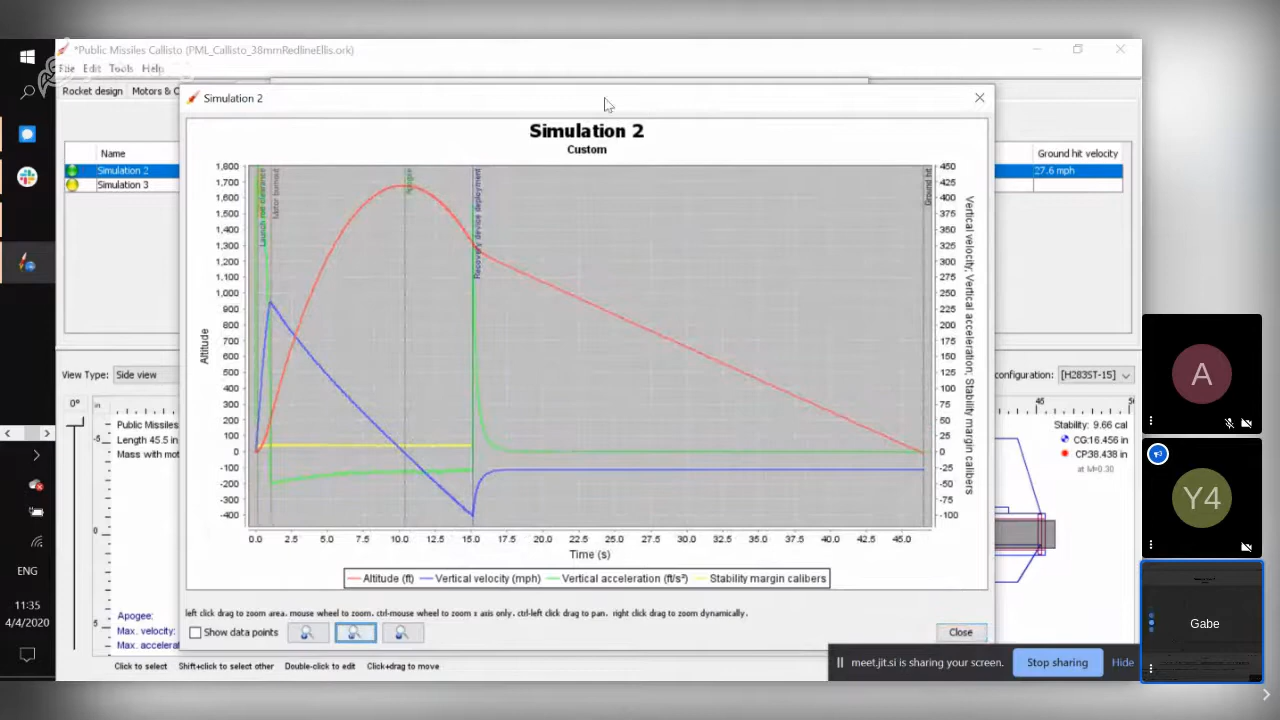 *Public Missiles Callisto (PML_Callisto_38mmRedlineEllis.ork)
File Edit Tools Help
Rocket design Motors & C
Simulation 2
Name
Ground hit velocity
Simulation 2
27.6 mph
Simulation 3
Simulation 2
Custom
1,800
1,700
1,600
1,500
1,400
1,300
1,200
1,100
1,000
900
800
700
600
500
400
300
200
100
0
-100
-200
-300
-400
Altitude
Launch rod clearance
Motor burnout
Apogee
Recovery device deployment
Ground hit
450
425
400
375
350
325
300
275
250
225
200
175
150
125
100
75
50
25
0
-25
-50
-75
-100
Vertical velocity; Vertical acceleration; Stability margin calibers
0.0 2.5 5.0 7.5 10.0 12.5 15.0 17.5 20.0 22.5 25.0 27.5 30.0 32.5 35.0 37.5 40.0 42.5 45.0
Time (s)
Altitude (ft) Vertical velocity (mph) Vertical acceleration (ft/s²) Stability margin calibers
left click drag to zoom area. mouse wheel to zoom. ctrl-mouse wheel to zoom x axis only. ctrl-left click drag to pan. right click drag to zoom dynamically.
Show data points
Close
View Type: Side view
configuration: [H283ST-15]
0°
in
-5
0
5
45
Public Missiles
Length 45.5 in
Mass with mot
Stability: 9.66 cal
CG:16.456 in
CP:38.438 in
at M=0.30
Apogee:
Max. velocity:
Max. accelera
Click to select Shift+click to select other Double-click to edit Click+drag to move
meet.jit.si is sharing your screen.
Stop sharing
Hide
ENG
11:35
4/4/2020
A
Y4
Gabe